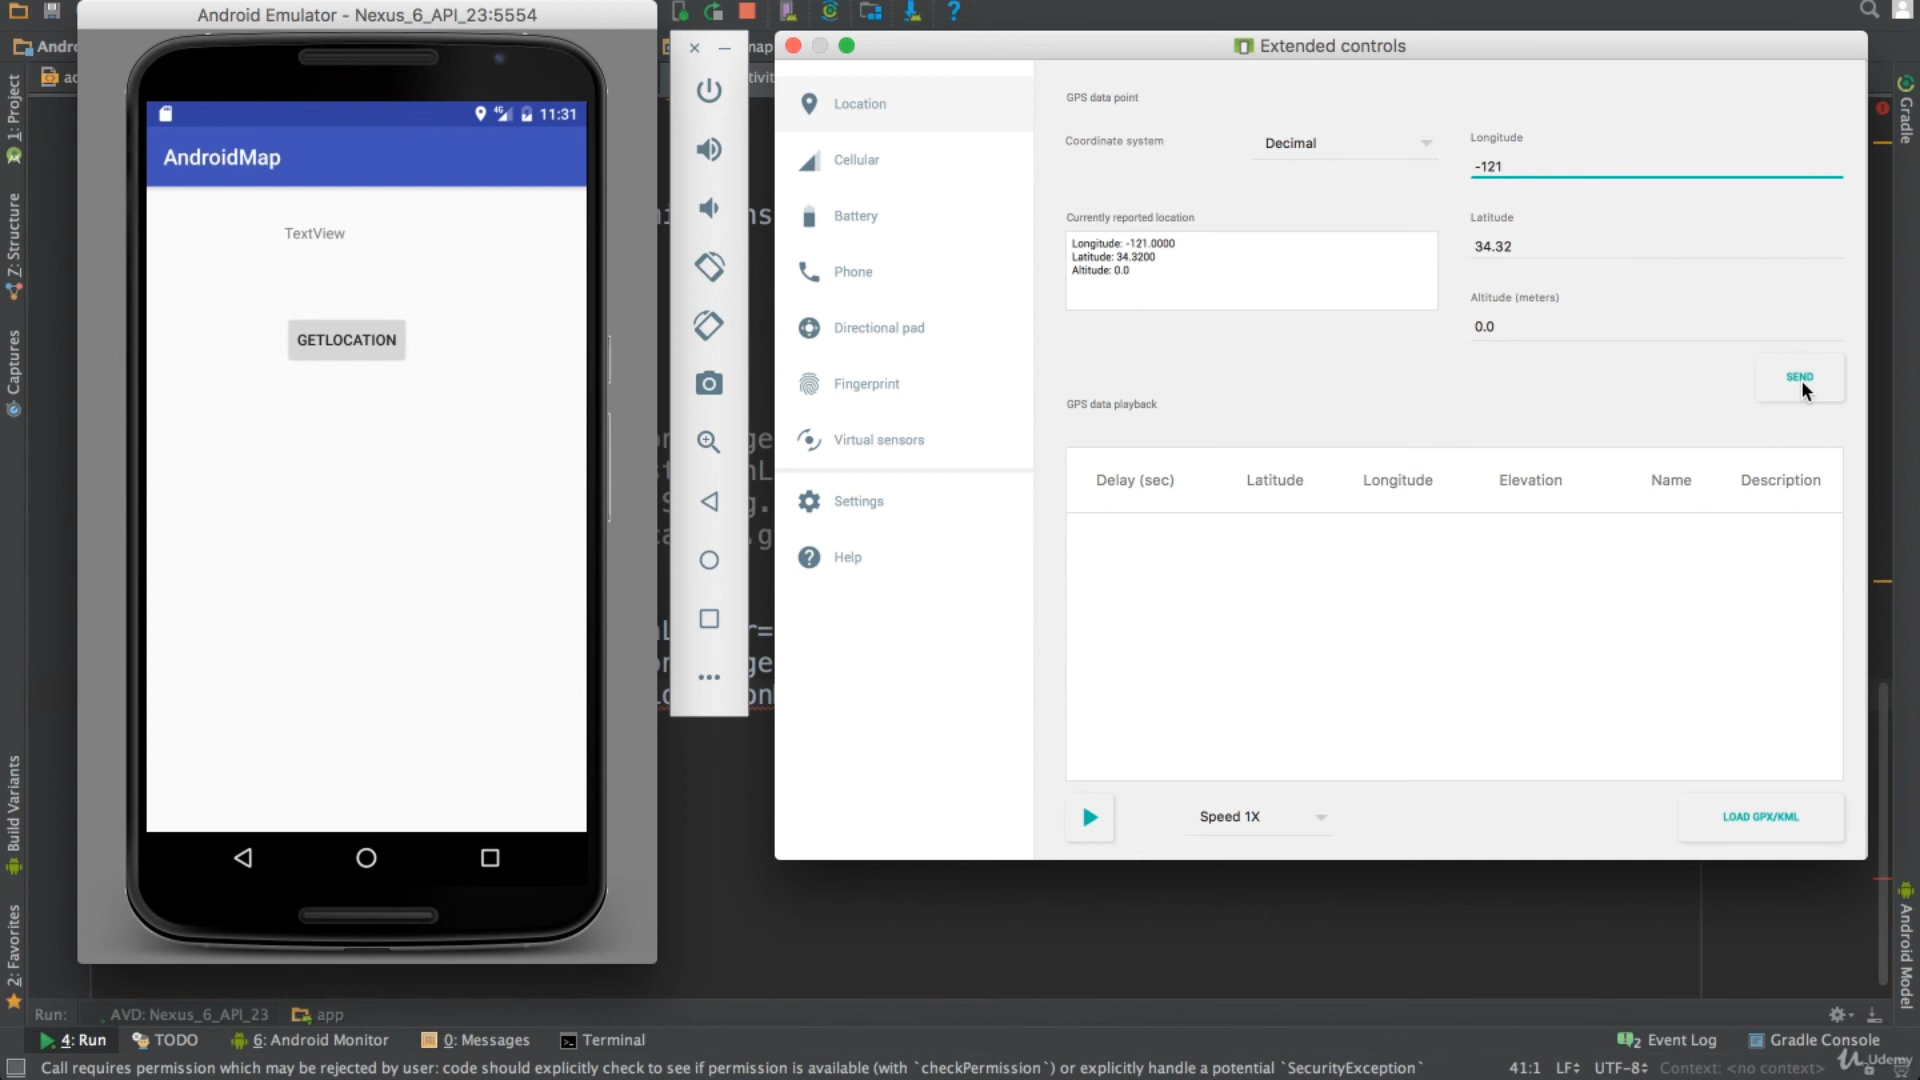 Android Emulator - Nexus_6_API_23:5554
Andro
map
ac
tivit
1: Project
Z: Structure
Captures
Build Variants
2: Favorites
11:31
AndroidMap
TextView
GETLOCATION
Extended controls
Location
Cellular
Battery
Phone
Directional pad
Fingerprint
Virtual sensors
Settings
Help
GPS data point
Coordinate system
Decimal
Longitude
-121
Currently reported location
Longitude: -121.0000
Latitude: 34.3200
Altitude: 0.0
Latitude
34.32
Altitude (meters)
0.0
SEND
GPS data playback
Delay (sec) Latitude Longitude Elevation Name Description
Speed 1X
LOAD GPX/KML
Gradle
Android Model
Run: AVD: Nexus_6_API_23 app
4: Run TODO 6: Android Monitor 0: Messages Terminal
2 Event Log Gradle Console
Call requires permission which may be rejected by user: code should explicitly check to see if permission is available (with `checkPermission`) or explicitly handle a potential `SecurityException`
41:1 LF UTF-8 Context: <no context>
Udemy